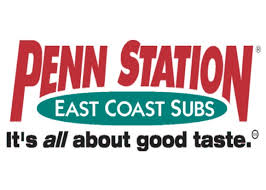 PENN STATION®
EAST COAST SUBS
It's all about good taste.